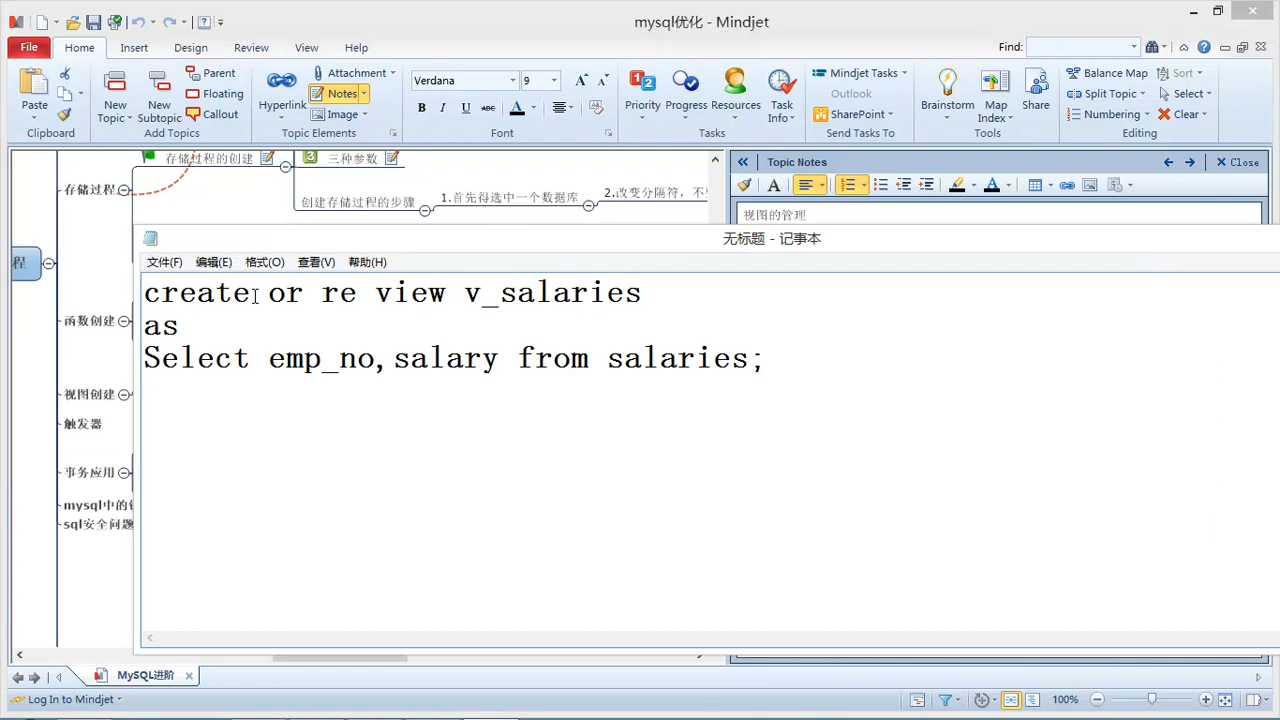 mysql优化 - Mindjet
File Home Insert Design Review View Help Find:
Paste
Clipboard
New Topic
New Subtopic
Parent
Floating
Callout
Add Topics
Hyperlink
Attachment
Notes
Image
Topic Elements
Verdana 9
B I U abc A
Font
Priority
Progress
Resources
Task Info
Tasks
Mindjet Tasks
Outlook
SharePoint
Send Tasks To
Brainstorm
Map Index
Share
Tools
Balance Map
Split Topic
Numbering
Sort
Select
Clear
Editing
存储过程
存储过程的创建
3 三种参数
创建存储过程的步骤
1.首先得选中一个数据库
2.改变分隔符，不
Topic Notes
Close
视图的管理
程
函数创建
视图创建
触发器
事务应用
mysql中的
sql安全问题
无标题 - 记事本
文件(F) 编辑(E) 格式(O) 查看(V) 帮助(H)
create or re view v_salaries
as
Select emp_no,salary from salaries;
MySQL进阶
Log In to Mindjet
100%